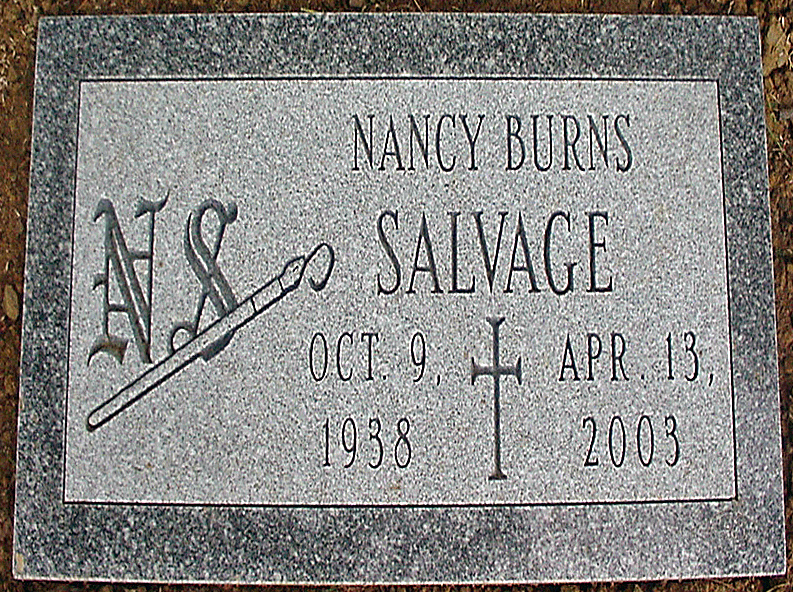 NANCY BURNS
SALVAGE
NS
OCT. 9, APR. 13,
1938 2003